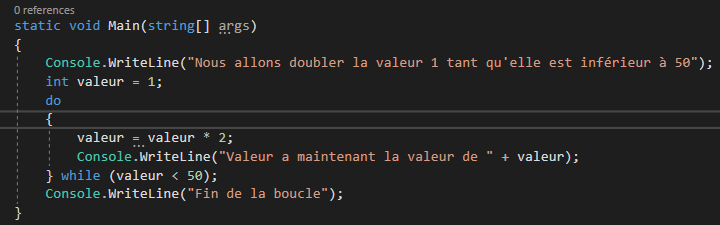 0 references
static void Main(string[] args)
{
Console.WriteLine("Nous allons doubler la valeur 1 tant qu'elle est inférieur à 50");
int valeur = 1;
do
{
valeur = valeur * 2;
Console.WriteLine("Valeur a maintenant la valeur de " + valeur);
} while (valeur < 50);
Console.WriteLine("Fin de la boucle");
}